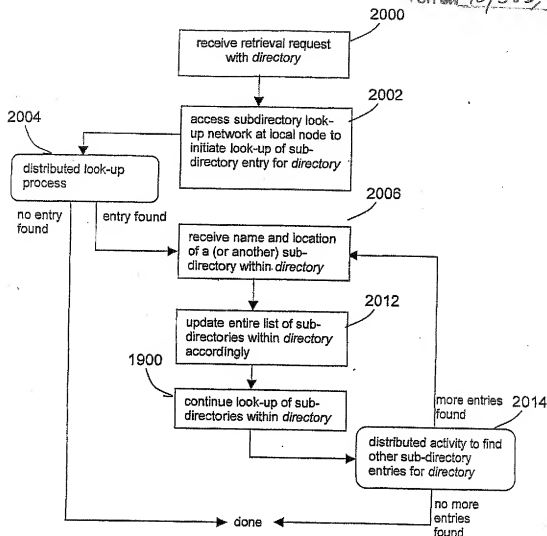 2000
receive retrieval request
with directory
2002
access subdirectory look-
up network at local node to
initiate look-up of sub-
directory entry for directory
2004
distributed look-up
process
no entry
found
entry found
2006
receive name and location
of a (or another) sub-
directory within directory
2012
update entire list of sub-
directories within directory
accordingly
1900
continue look-up of sub-
directories within directory
more entries
found
2014
distributed activity to find
other sub-directory
entries for directory
no more
entries
found
done